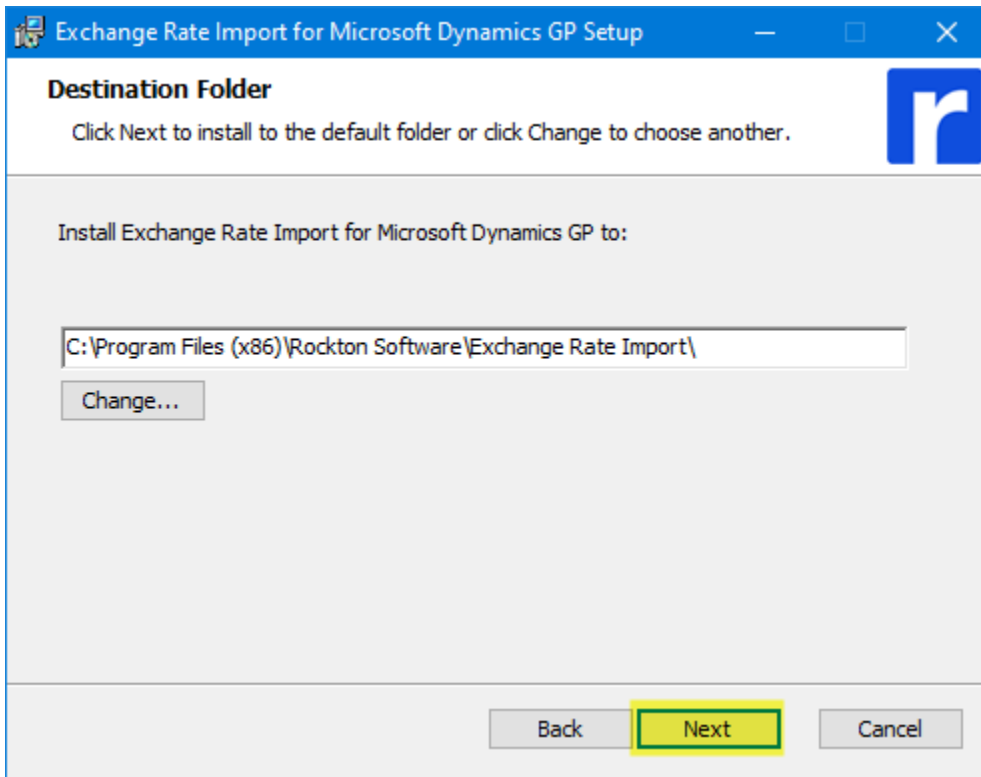 Exchange Rate Import for Microsoft Dynamics GP Setup
Destination Folder
Click Next to install to the default folder or click Change to choose another.
r
Install Exchange Rate Import for Microsoft Dynamics GP to:
C:\Program Files (x86)\Rockton Software\Exchange Rate Import\
Change...
Back Next Cancel